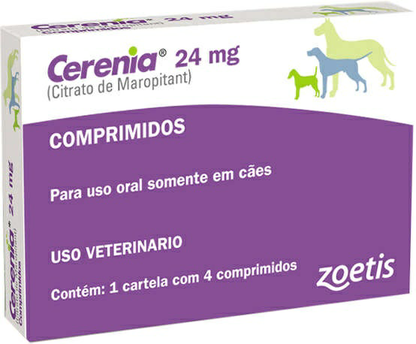 Cerenia® 24 mg
(Citrato de Maropitant)
COMPRIMIDOS
Para uso oral somente em cães
USO VETERINARIO
Contém: 1 cartela com 4 comprimidos
zoetis
Cerenia® 24 mg
Comprimidos